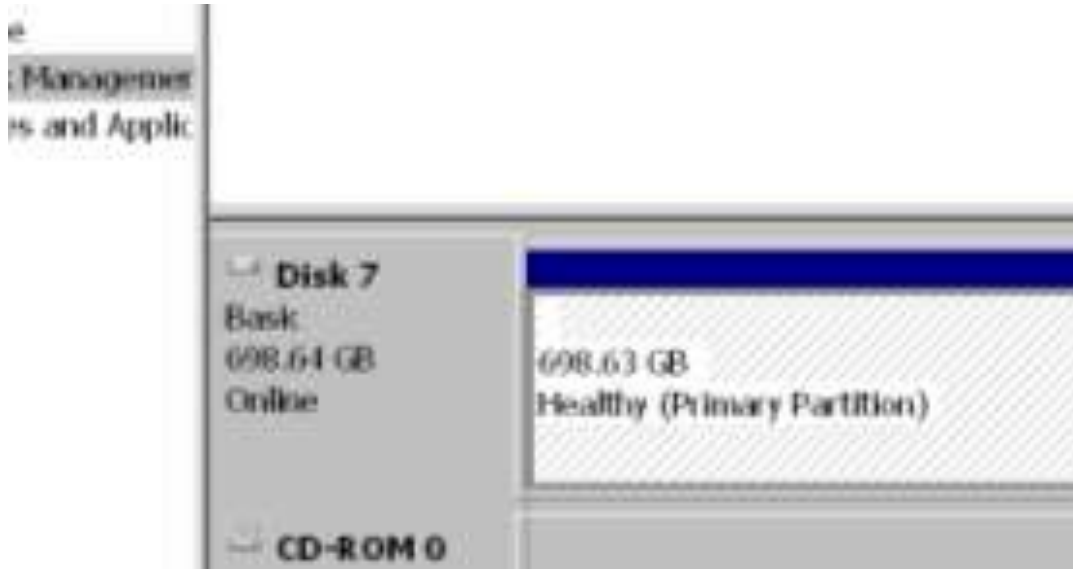 e
Managemer
es and Applic
Disk 7
Basic
698.64 GB
Online
698.63 GB
Healthy (Primary Partition)
CD-ROM 0